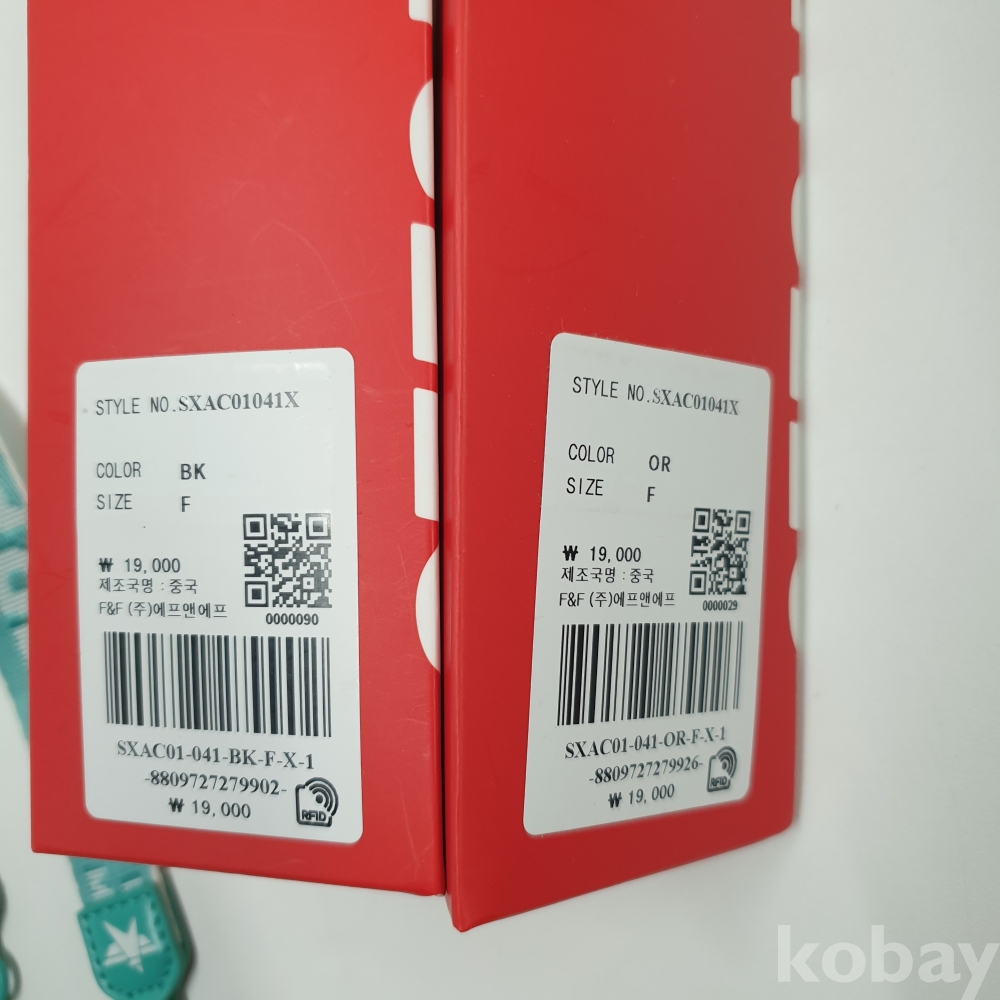 STYLE NO.SXAC01041X
COLOR BK
SIZE F
₩ 19,000
제조국명 : 중국
F&F (주)에프앤에프
0000090
SXAC01-041-BK-F-X-1
-8809727279902-
₩ 19,000
RFID
STYLE NO.SXAC01041X
COLOR OR
SIZE F
₩ 19,000
제조국명 : 중국
F&F (주)에프앤에프
0000029
SXAC01-041-OR-F-X-1
-8809727279926-
₩ 19,000
RFID
kobay